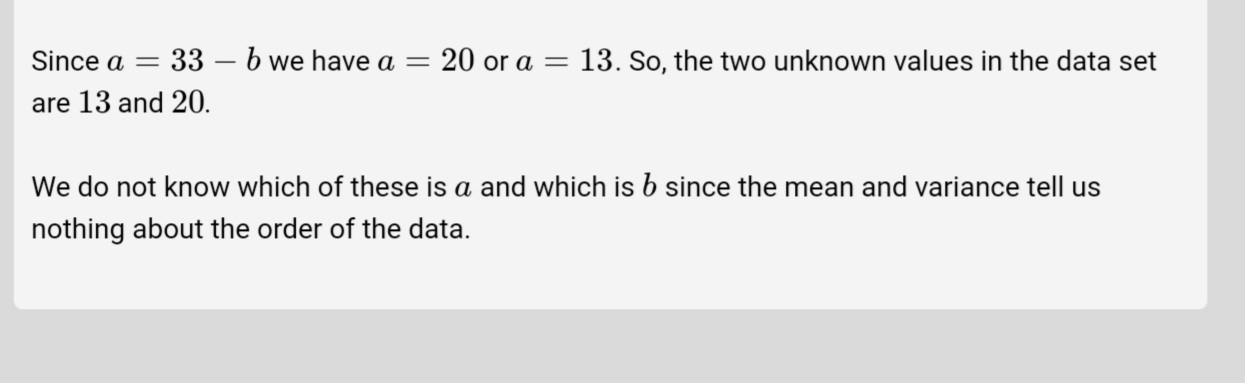 Since a = 33 − b we have a = 20 or a = 13. So, the two unknown values in the data set
are 13 and 20.
We do not know which of these is a and which is b since the mean and variance tell us
nothing about the order of the data.